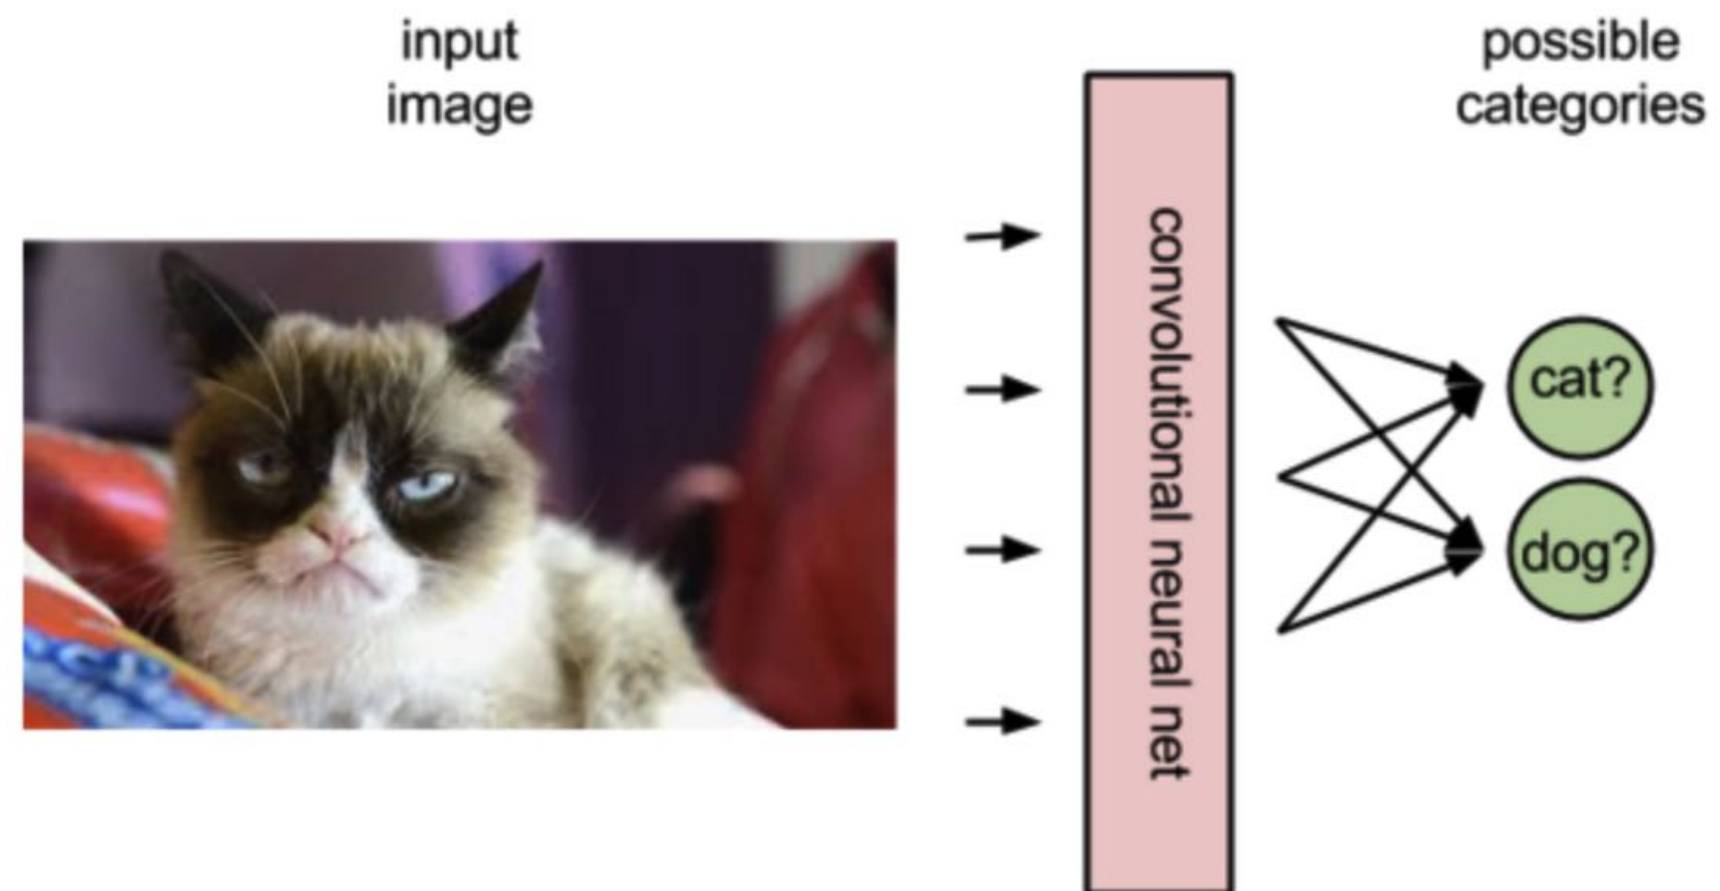 input
image
possible
categories
convolutional neural net
cat?
dog?